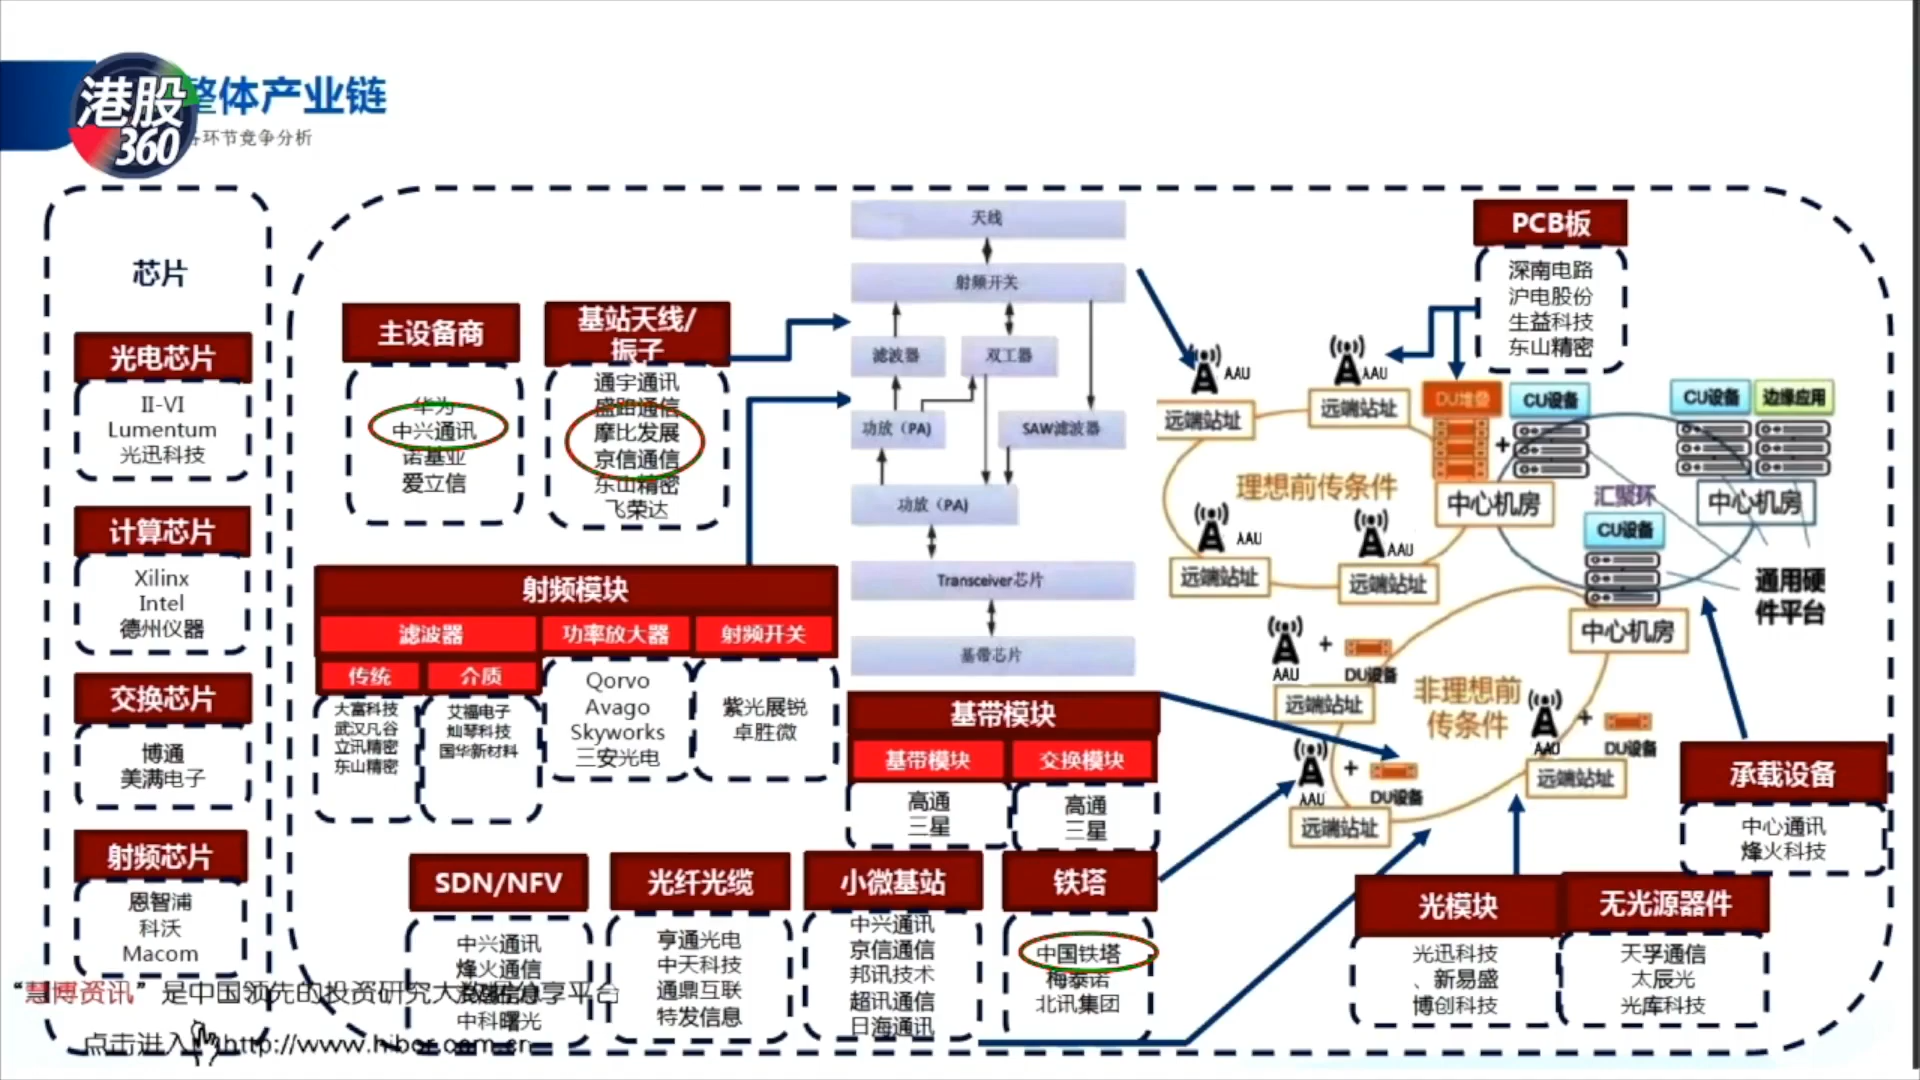 港股
360
整体产业链
各环节竞争分析
芯片
光电芯片
II-VI
Lumentum
光迅科技
计算芯片
Xilinx
Intel
德州仪器
交换芯片
博通
美满电子
射频芯片
恩智浦
科沃
Macom
主设备商
华为
中兴通讯
诺基亚
爱立信
基站天线/
振子
通宇通讯
盛路通信
摩比发展
京信通信
东山精密
飞荣达
射频模块
滤波器
功率放大器
射频开关
传统
介质
大富科技
武汉凡谷
立讯精密
东山精密
艾福电子
灿琴科技
国华新材料
Qorvo
Avago
Skyworks
三安光电
紫光展锐
卓胜微
天线
射频开关
滤波器
双工器
功放（PA)
SAW滤波器
功放（PA)
Transceiver芯片
基带芯片
基带模块
基带模块
交换模块
高通
三星
高通
三星
SDN/NFV
中兴通讯
烽火通信
中科曙光
光纤光缆
亨通光电
中天科技
通鼎互联
特发信息
小微基站
中兴通讯
京信通信
邦讯技术
超讯通信
日海通讯
铁塔
中国铁塔
梅泰诺
北讯集团
PCB板
深南电路
沪电股份
生益科技
东山精密
AAU
远端站址
AAU
远端站址
DU堆叠
+
CU设备
中心机房
CU设备
边缘应用
中心机房
理想前传条件
汇聚环
CU设备
中心机房
AAU
远端站址
AAU
远端站址
通用硬
件平台
AAU
+
DU设备
远端站址
非理想前
传条件
AAU
+
DU设备
远端站址
AAU
+
DU设备
远端站址
承载设备
中心通讯
烽火科技
光模块
光迅科技
、新易盛
博创科技
无光源器件
天孚通信
太辰光
光库科技
“慧博资讯”是中国领先的投资研究大数据分享平台
点击进入http://www.hibor.com.cn